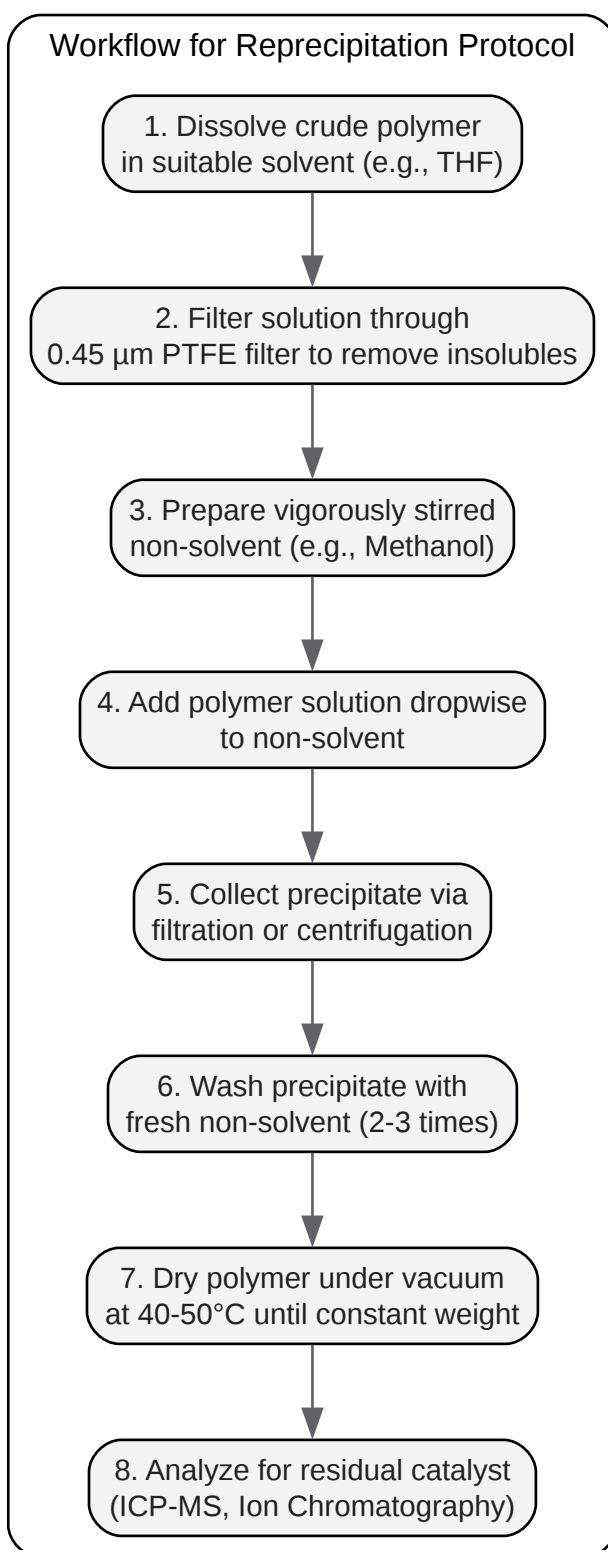 Workflow for Reprecipitation Protocol
1. Dissolve crude polymer
in suitable solvent (e.g., THF)
2. Filter solution through
0.45 µm PTFE filter to remove insolubles
3. Prepare vigorously stirred
non-solvent (e.g., Methanol)
4. Add polymer solution dropwise
to non-solvent
5. Collect precipitate via
filtration or centrifugation
6. Wash precipitate with
fresh non-solvent (2-3 times)
7. Dry polymer under vacuum
at 40-50°C until constant weight
8. Analyze for residual catalyst
(ICP-MS, Ion Chromatography)